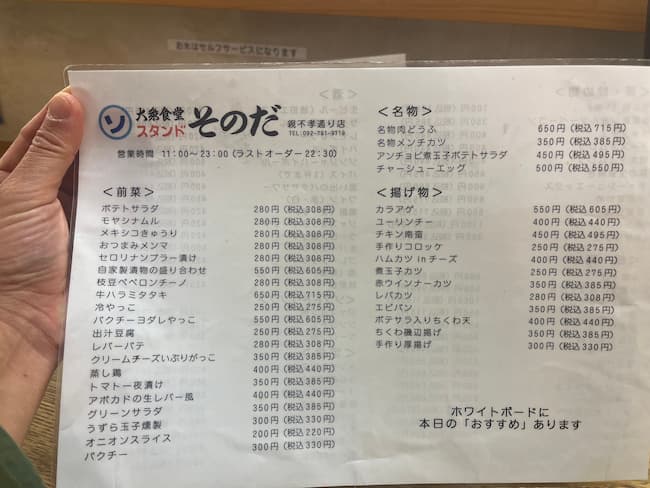 お水はセルフサービスになります
ソ 大衆食堂 スタンド そのだ 親不孝通り店
営業時間 11:00~23:00 (ラストオーダー 22:30)
<前菜>
ポテトサラダ 280円(税込308円)
モヤシナムル 280円(税込308円)
メキシコきゅうり 280円(税込308円)
おつまみメンマ 280円(税込308円)
セロリナンプラー漬け 280円(税込308円)
自家製漬物の盛り合わせ 550円(税込605円)
枝豆ペペロンチーノ 280円(税込308円)
牛ハラミタタキ 650円(税込715円)
冷やっこ 250円(税込275円)
パクチーヨダレやっこ 550円(税込605円)
出汁豆腐 250円(税込275円)
レバーパテ 280円(税込308円)
クリームチーズいぶりがっこ 350円(税込385円)
蒸し鶏 400円(税込440円)
トマト一夜漬け 350円(税込385円)
アボカドの生レバー風 400円(税込440円)
グリーンサラダ 350円(税込385円)
うずら玉子燻製 300円(税込330円)
オニオンスライス 200円(税込220円)
パクチー 300円(税込330円)
<名物>
名物肉どうふ 650円(税込715円)
名物メンチカツ 350円(税込385円)
アンチョビ煮玉子ポテトサラダ 450円(税込495円)
チャーシューエッグ 500円(税込550円)
<揚げ物>
カラアゲ 550円(税込605円)
ユーリンチー 400円(税込440円)
チキン南蛮 450円(税込495円)
手作りコロッケ 250円(税込275円)
ハムカツinチーズ 400円(税込440円)
煮玉子カツ 250円(税込275円)
赤ウインナーカツ 350円(税込385円)
レバカツ 280円(税込308円)
エビパン 350円(税込385円)
ポテサラ入りちくわ天 400円(税込440円)
ちくわ磯辺揚げ 350円(税込385円)
手作り厚揚げ 300円(税込330円)
ホワイトボードに
本日の「おすすめ」あります